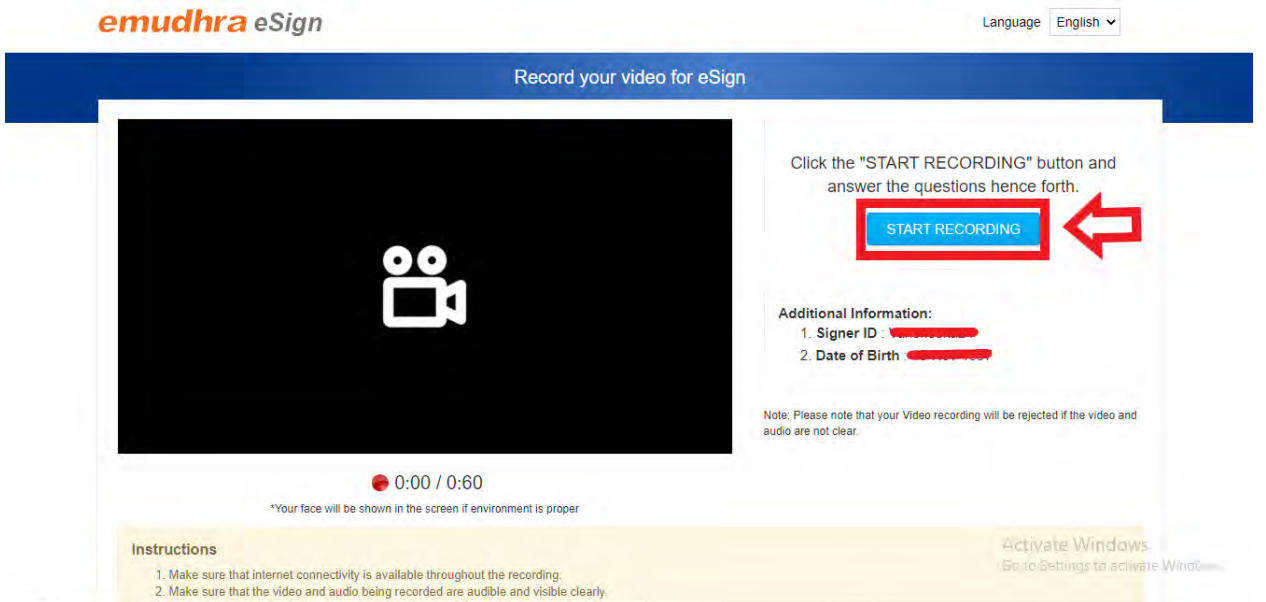 emudhra eSign
Language English
Record your video for eSign
Click the "START RECORDING" button and
answer the questions hence forth.
START RECORDING
Additional Information:
1. Signer ID :
2. Date of Birth :
Note: Please note that your Video recording will be rejected if the video and
audio are not clear.
0:00 / 0:60
*Your face will be shown in the screen if environment is proper
Instructions
1. Make sure that internet connectivity is available throughout the recording.
2. Make sure that the video and audio being recorded are audible and visible clearly.
Activate Windows
Go to Settings to activate Windows.